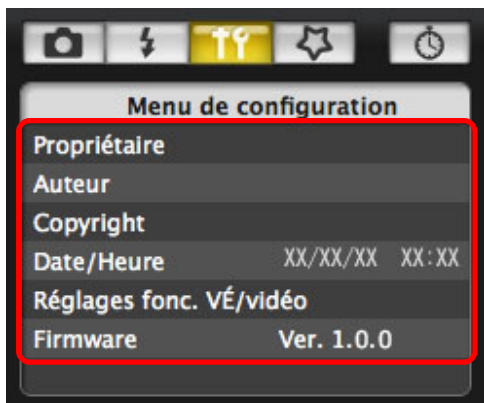 Menu de configuration
Propriétaire
Auteur
Copyright
Date/Heure XX/XX/XX XX:XX
Réglages fonc. VÉ/vidéo
Firmware Ver. 1.0.0